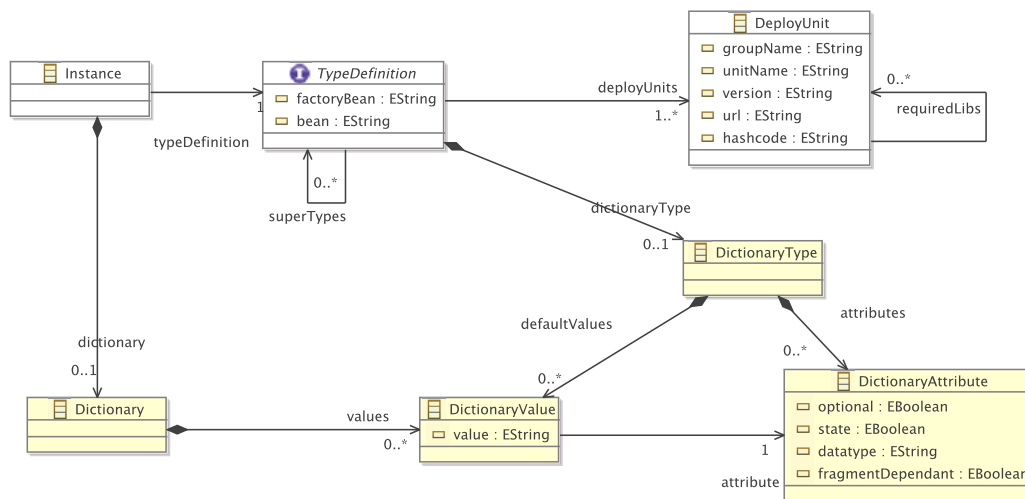 DeployUnit
groupName : EString
unitName : EString
version : EString
url : EString
hashcode : EString
0..*
requiredLibs
Instance
I TypeDefinition
factoryBean : EString
bean : EString
1
typeDefinition
deployUnits
1..*
0..*
superTypes
dictionaryType
0..1
DictionaryType
defaultValues
attributes
0..*
0..*
dictionary
0..1
Dictionary
values
0..*
DictionaryValue
value : EString
1
attribute
DictionaryAttribute
optional : EBoolean
state : EBoolean
datatype : EString
fragmentDependant : EBoolean